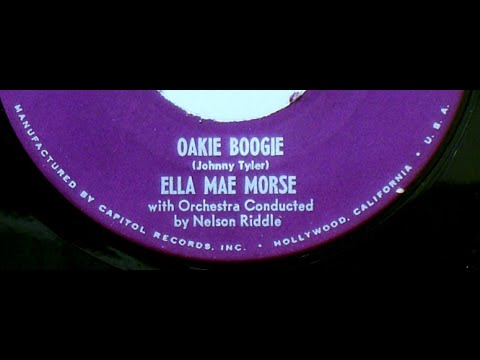 OAKIE BOOGIE
(Johnny Tyler)
ELLA MAE MORSE
with Orchestra Conducted
by Nelson Riddle
MANUFACTURED BY CAPITOL RECORDS, INC. • HOLLYWOOD, CALIFORNIA • U.S.A.